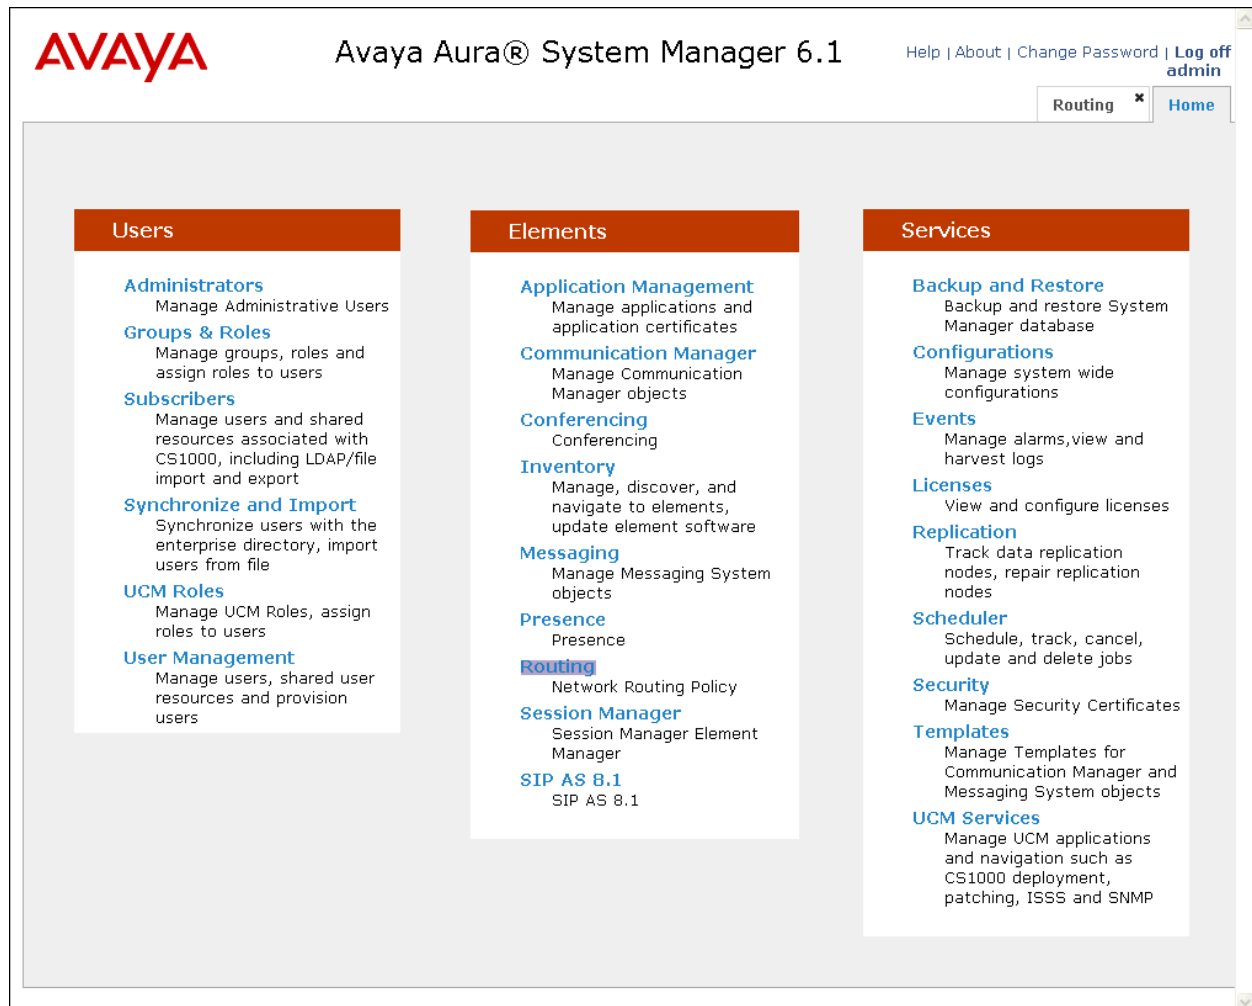 AVAYA
Avaya Aura® System Manager 6.1
Help | About | Change Password | Log off
admin
Routing ✖
Home
Users
Administrators
Manage Administrative Users
Groups & Roles
Manage groups, roles and
assign roles to users
Subscribers
Manage users and shared
resources associated with
CS1000, including LDAP/file
import and export
Synchronize and Import
Synchronize users with the
enterprise directory, import
users from file
UCM Roles
Manage UCM Roles, assign
roles to users
User Management
Manage users, shared user
resources and provision
users
Elements
Application Management
Manage applications and
application certificates
Communication Manager
Manage Communication
Manager objects
Conferencing
Conferencing
Inventory
Manage, discover, and
navigate to elements,
update element software
Messaging
Manage Messaging System
objects
Presence
Presence
Routing
Network Routing Policy
Session Manager
Session Manager Element
Manager
SIP AS 8.1
SIP AS 8.1
Services
Backup and Restore
Backup and restore System
Manager database
Configurations
Manage system wide
configurations
Events
Manage alarms,view and
harvest logs
Licenses
View and configure licenses
Replication
Track data replication
nodes, repair replication
nodes
Scheduler
Schedule, track, cancel,
update and delete jobs
Security
Manage Security Certificates
Templates
Manage Templates for
Communication Manager and
Messaging System objects
UCM Services
Manage UCM applications
and navigation such as
CS1000 deployment,
patching, ISSS and SNMP